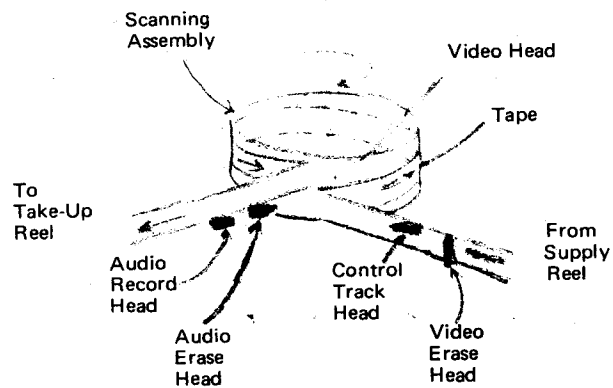 Scanning
Assembly
Video Head
Tape
To
Take-Up
Reel
From
Supply
Reel
Audio
Record
Head
Control
Track
Head
Audio
Erase
Head
Video
Erase
Head